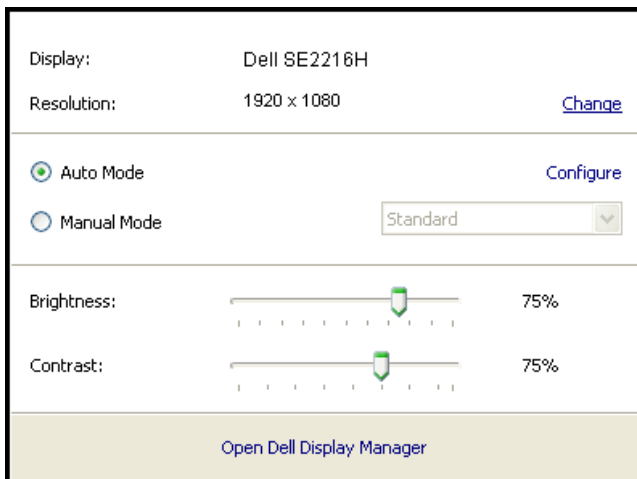 Display: Dell SE2216H
Resolution: 1920 x 1080 Change
Auto Mode Configure
Manual Mode Standard
Brightness: 75%
Contrast: 75%
Open Dell Display Manager